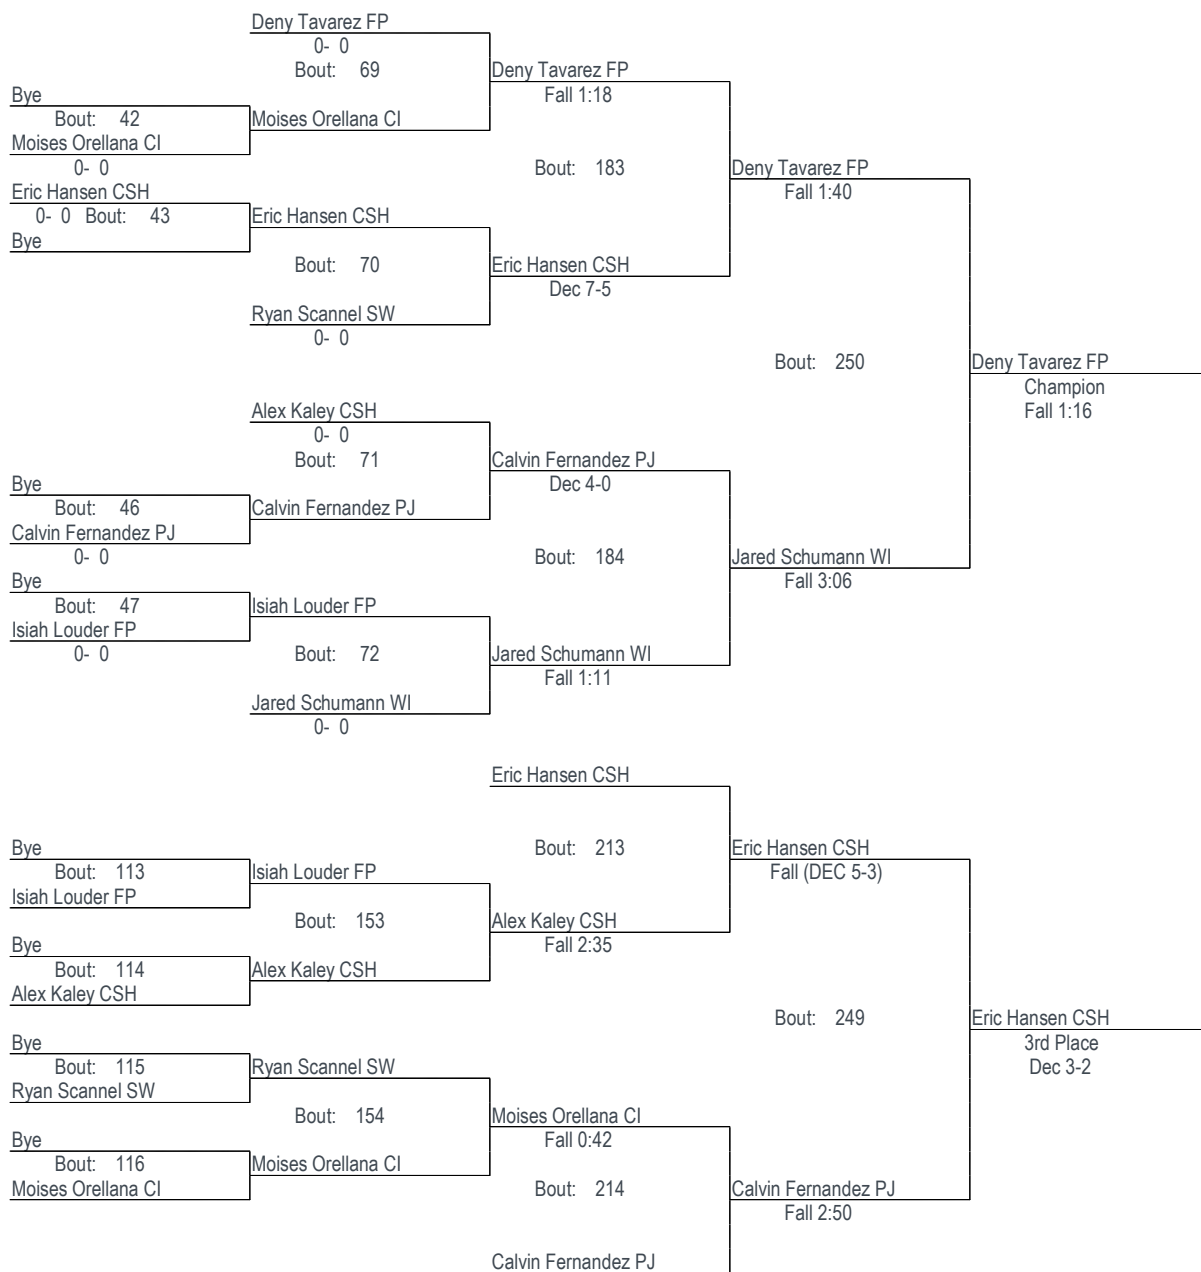 Deny Tavarez FP
0- 0
Bout: 69
Deny Tavarez FP
Bye
Fall 1:18
Bout: 42
Moises Orellana CI
Moises Orellana CI
0- 0
Bout: 183
Deny Tavarez FP
Eric Hansen CSH
Fall 1:40
0- 0 Bout: 43
Eric Hansen CSH
Bye
Bout: 70
Eric Hansen CSH
Dec 7-5
Ryan Scannel SW
0- 0
Bout: 250
Deny Tavarez FP
Champion
Alex Kaley CSH
Fall 1:16
0- 0
Bout: 71
Calvin Fernandez PJ
Bye
Dec 4-0
Bout: 46
Calvin Fernandez PJ
Calvin Fernandez PJ
0- 0
Bout: 184
Jared Schumann WI
Bye
Fall 3:06
Bout: 47
Isiah Louder FP
Isiah Louder FP
0- 0
Bout: 72
Jared Schumann WI
Fall 1:11
Jared Schumann WI
0- 0
Eric Hansen CSH
Bye
Bout: 213
Eric Hansen CSH
Bout: 113
Isiah Louder FP
Fall (DEC 5-3)
Isiah Louder FP
Bout: 153
Alex Kaley CSH
Bye
Fall 2:35
Bout: 114
Alex Kaley CSH
Alex Kaley CSH
Bout: 249
Eric Hansen CSH
Bye
3rd Place
Bout: 115
Ryan Scannel SW
Dec 3-2
Ryan Scannel SW
Bout: 154
Moises Orellana CI
Bye
Fall 0:42
Bout: 116
Moises Orellana CI
Moises Orellana CI
Bout: 214
Calvin Fernandez PJ
Fall 2:50
Calvin Fernandez PJ